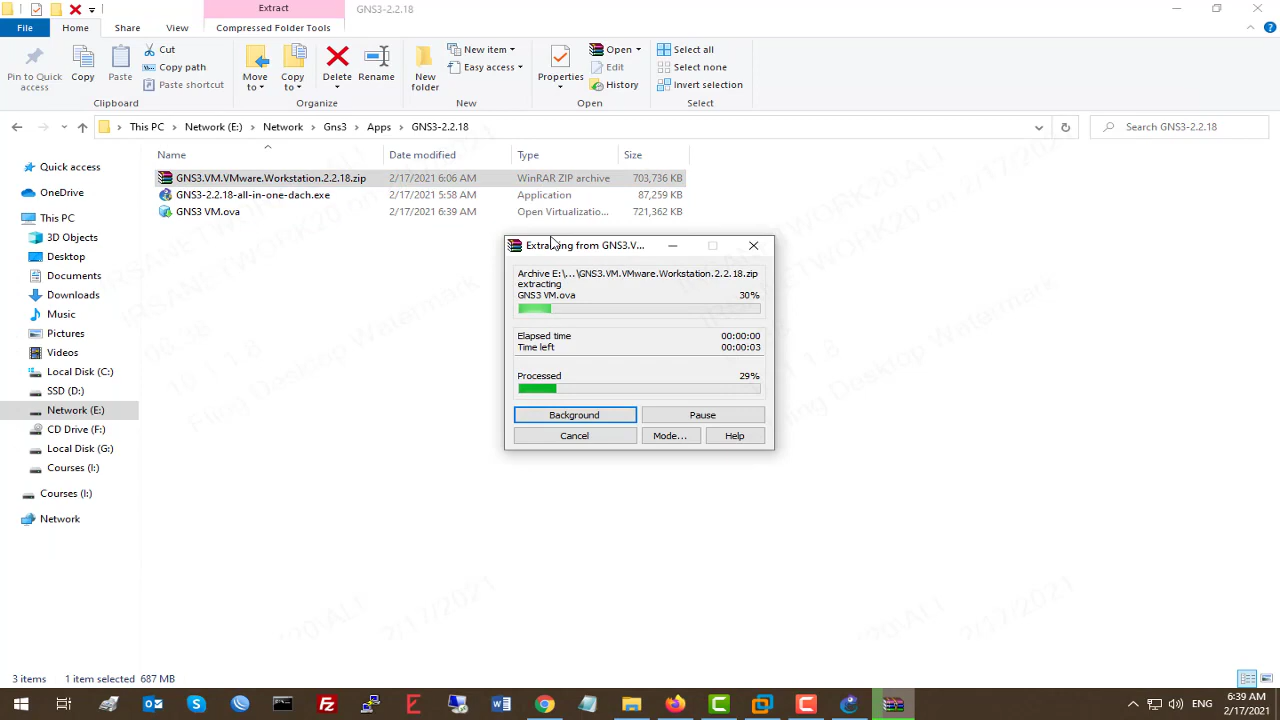 Extract
GNS3-2.2.18
File
Home
Share
View
Compressed Folder Tools
Pin to Quick access
Copy
Paste
Cut
Copy path
Paste shortcut
Clipboard
Move to
Copy to
Delete
Rename
Organize
New folder
New item
Easy access
New
Properties
Open
Edit
History
Open
Select all
Select none
Invert selection
Select
This PC
Network (E:)
Network
Gns3
Apps
GNS3-2.2.18
Search GNS3-2.2.18
Name
Date modified
Type
Size
GNS3.VM.VMware.Workstation.2.2.18.zip 2/17/2021 6:06 AM WinRAR ZIP archive 703,736 KB
GNS3-2.2.18-all-in-one-dach.exe 2/17/2021 5:58 AM Application 87,259 KB
GNS3 VM.ova 2/17/2021 6:39 AM Open Virtualizatio... 721,362 KB
Quick access
OneDrive
This PC
3D Objects
Desktop
Documents
Downloads
Music
Pictures
Videos
Local Disk (C:)
SSD (D:)
Network (E:)
CD Drive (F:)
Local Disk (G:)
Courses (I:)
Courses (I:)
Network
Extracting from GNS3.V...
Archive E:\...\GNS3.VM.VMware.Workstation.2.2.18.zip
extracting
GNS3 VM.ova 30%
Elapsed time 00:00:00
Time left 00:00:03
Processed 29%
Background
Pause
Cancel
Mode...
Help
3 items
1 item selected 687 MB
ENG
6:39 AM
2/17/2021
2/17/2021
2/17/2021